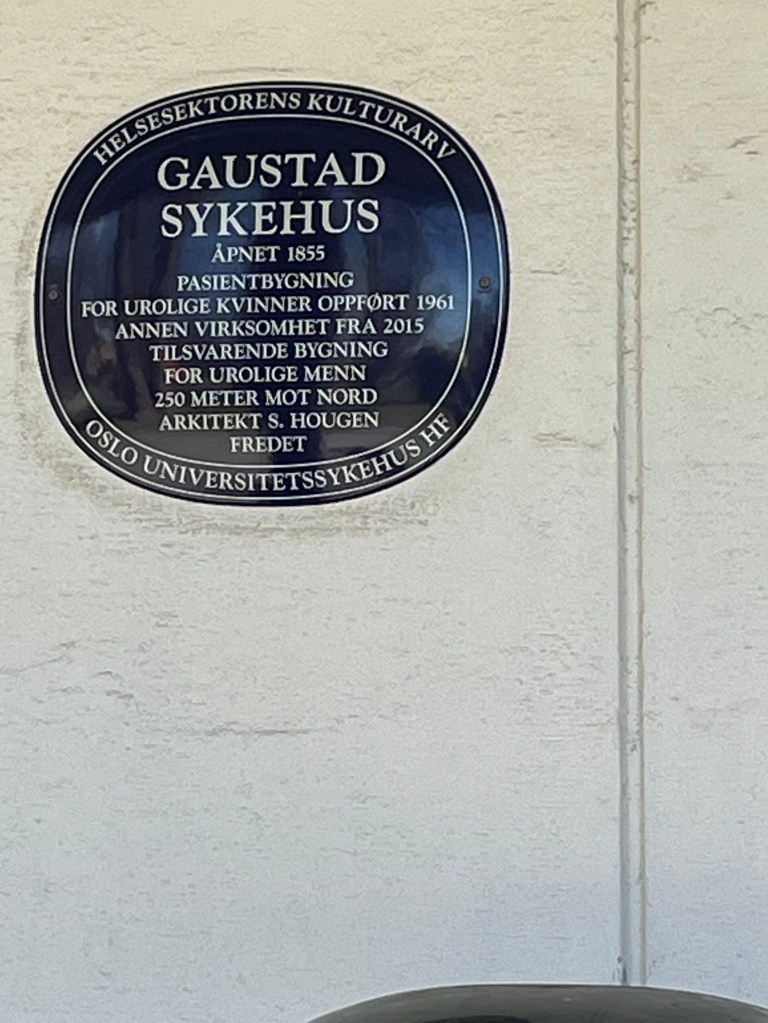 HELSESEKTORENS KULTURARV
GAUSTAD
SYKEHUS
ÅPNET 1855
PASIENTBYGNING
FOR UROLIGE KVINNER OPPFØRT 1961
ANNEN VIRKSOMHET FRA 2015
TILSVARENDE BYGNING
FOR UROLIGE MENN
250 METER MOT NORD
ARKITEKT S. HOUGEN
FREDET
OSLO UNIVERSITETSSYKEHUS HF